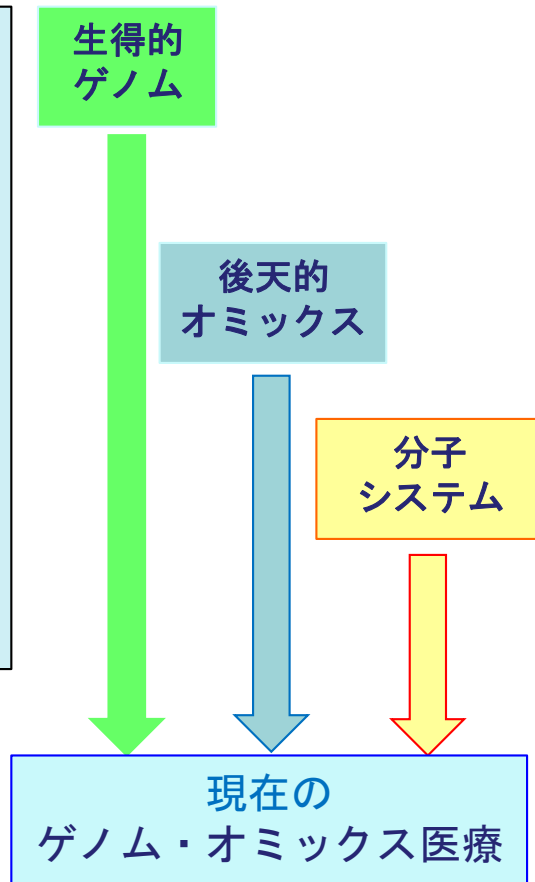 生得的
ゲノム
後天的
オミックス
分子
システム
現在の
ゲノム・オミックス医療